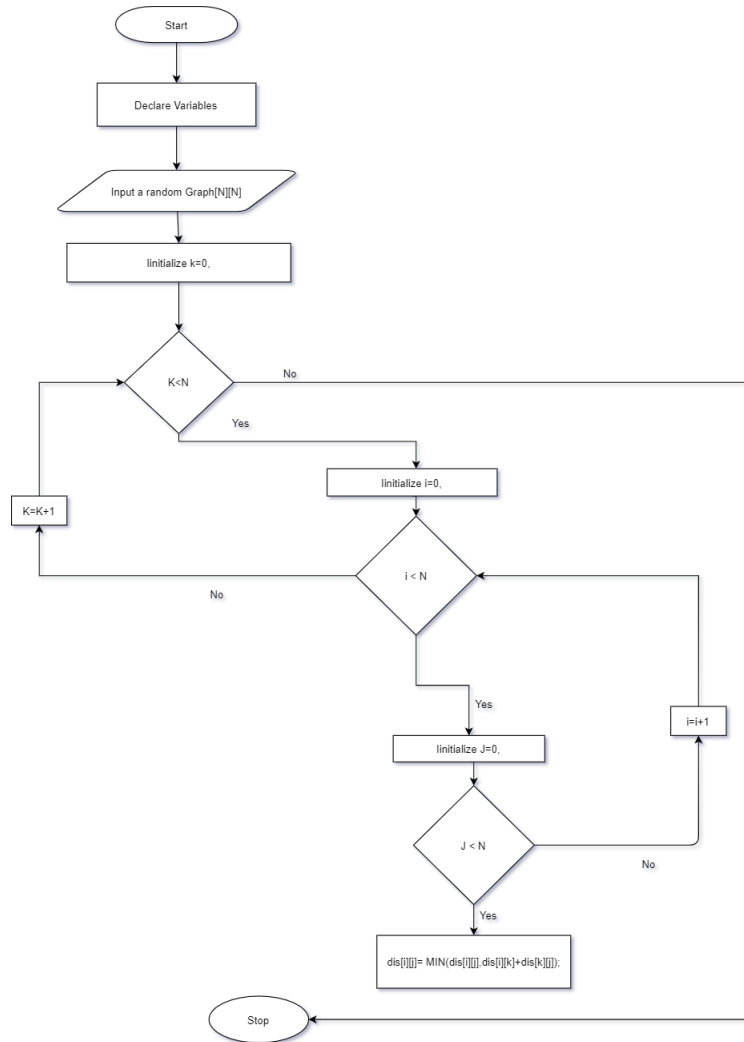 Start
Declare Variables
Input a random Graph[N][N]
Iinitialize k=0,
K<N
No
Yes
Iinitialize i=0,
K=K+1
i < N
No
Yes
i=i+1
Iinitialize J=0,
J < N
No
Yes
dis[i][j]= MIN(dis[i][j],dis[i][k]+dis[k][j]);
Stop